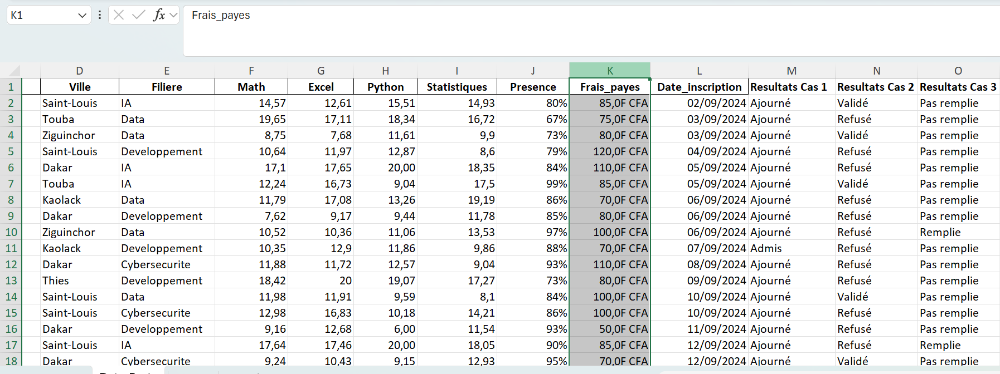 K1 fx Frais_payes
D E F G H I J K L M N O
1 Ville Filiere Math Excel Python Statistiques Presence Frais_payes Date_inscription Resultats Cas 1 Resultats Cas 2 Resultats Cas 3
2 Saint-Louis IA 14,57 12,61 15,51 14,93 80% 85,0F CFA 02/09/2024 Ajourné Validé Pas remplie
3 Touba Data 19,65 17,11 18,34 16,72 67% 75,0F CFA 03/09/2024 Ajourné Refusé Pas remplie
4 Ziguinchor Data 8,75 7,68 11,61 9,9 73% 80,0F CFA 03/09/2024 Ajourné Validé Pas remplie
5 Saint-Louis Developpement 10,64 11,97 12,87 8,6 79% 120,0F CFA 04/09/2024 Ajourné Refusé Pas remplie
6 Dakar IA 17,1 17,65 20,00 18,35 84% 110,0F CFA 05/09/2024 Ajourné Refusé Pas remplie
7 Touba IA 12,24 16,73 9,04 17,5 99% 85,0F CFA 05/09/2024 Ajourné Validé Pas remplie
8 Kaolack Data 11,79 17,08 13,26 19,19 86% 70,0F CFA 06/09/2024 Ajourné Refusé Pas remplie
9 Dakar Developpement 7,62 9,17 9,44 11,78 85% 80,0F CFA 06/09/2024 Ajourné Refusé Pas remplie
10 Ziguinchor Data 10,52 10,36 11,06 13,53 97% 100,0F CFA 06/09/2024 Ajourné Refusé Remplie
11 Kaolack Developpement 10,35 12,9 11,86 9,86 88% 70,0F CFA 07/09/2024 Admis Refusé Pas remplie
12 Dakar Cybersecurite 11,88 11,72 12,57 9,04 93% 110,0F CFA 08/09/2024 Ajourné Refusé Pas remplie
13 Thies Developpement 18,42 20 19,07 17,27 73% 80,0F CFA 09/09/2024 Ajourné Refusé Pas remplie
14 Saint-Louis Data 11,98 11,91 9,59 8,1 84% 100,0F CFA 10/09/2024 Ajourné Validé Pas remplie
15 Saint-Louis Cybersecurite 12,98 16,83 10,18 14,21 86% 100,0F CFA 10/09/2024 Ajourné Refusé Pas remplie
16 Dakar Developpement 9,16 12,68 6,00 11,54 93% 50,0F CFA 11/09/2024 Ajourné Refusé Pas remplie
17 Saint-Louis IA 17,64 17,46 20,00 18,05 90% 85,0F CFA 12/09/2024 Ajourné Refusé Remplie
18 Dakar Cybersecurite 9,24 10,43 9,15 12,93 95% 70,0F CFA 12/09/2024 Ajourné Validé Pas remplie